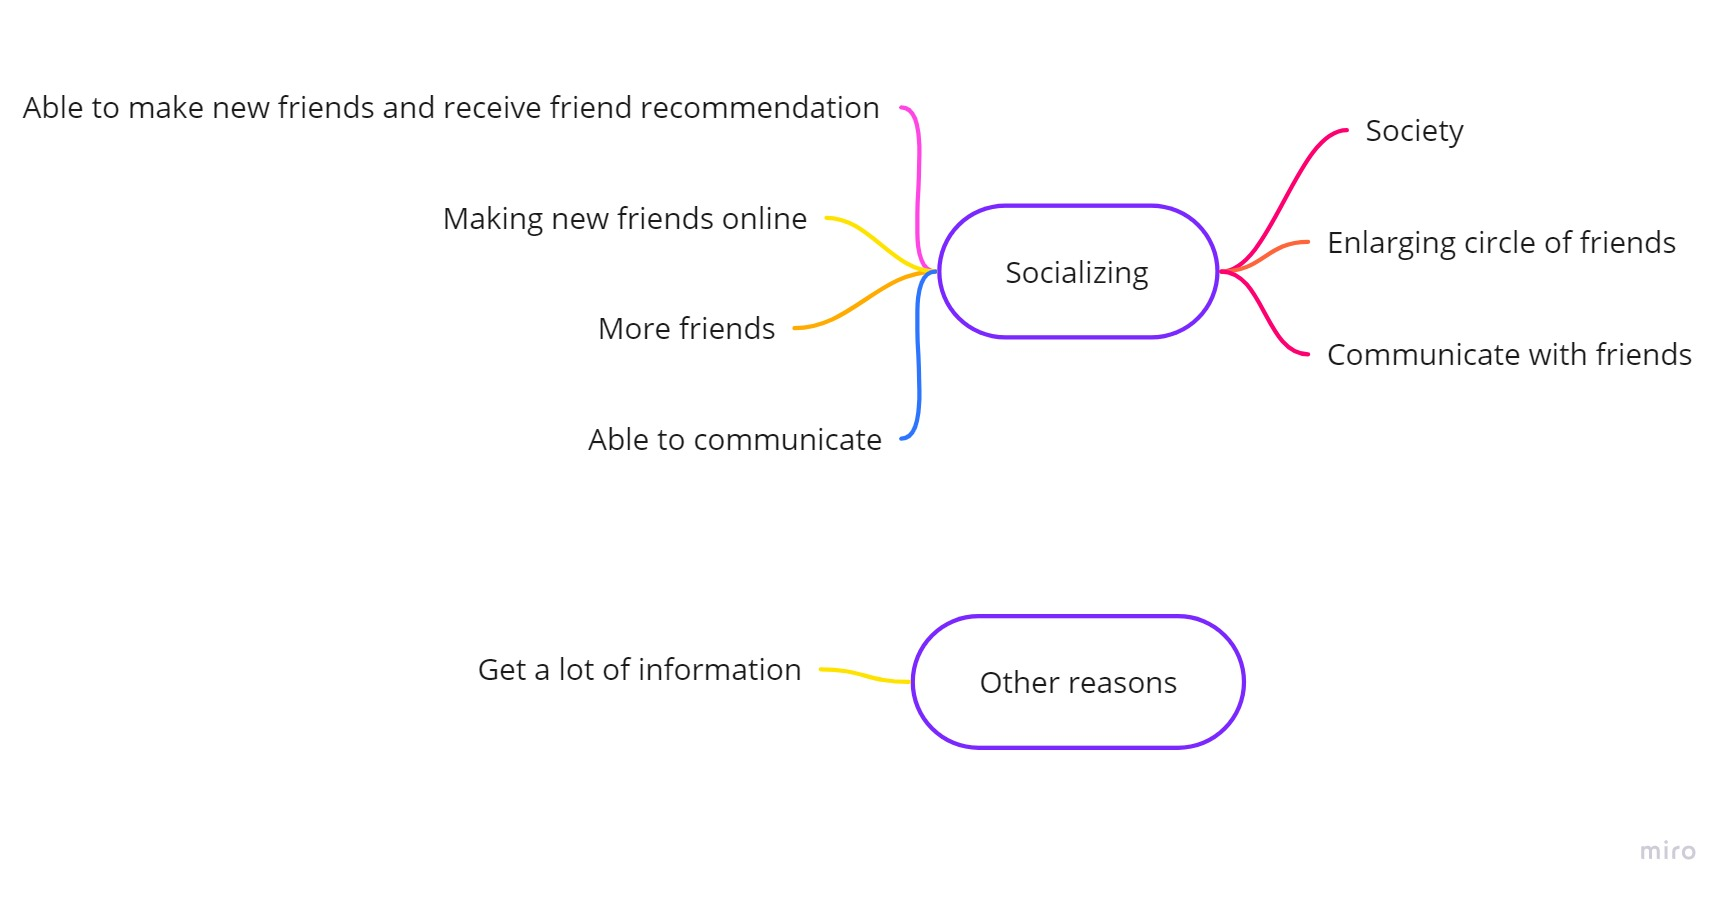 Able to make new friends and receive friend recommendation
Making new friends online
More friends
Able to communicate
Socializing
Society
Enlarging circle of friends
Communicate with friends
Get a lot of information
Other reasons
miro